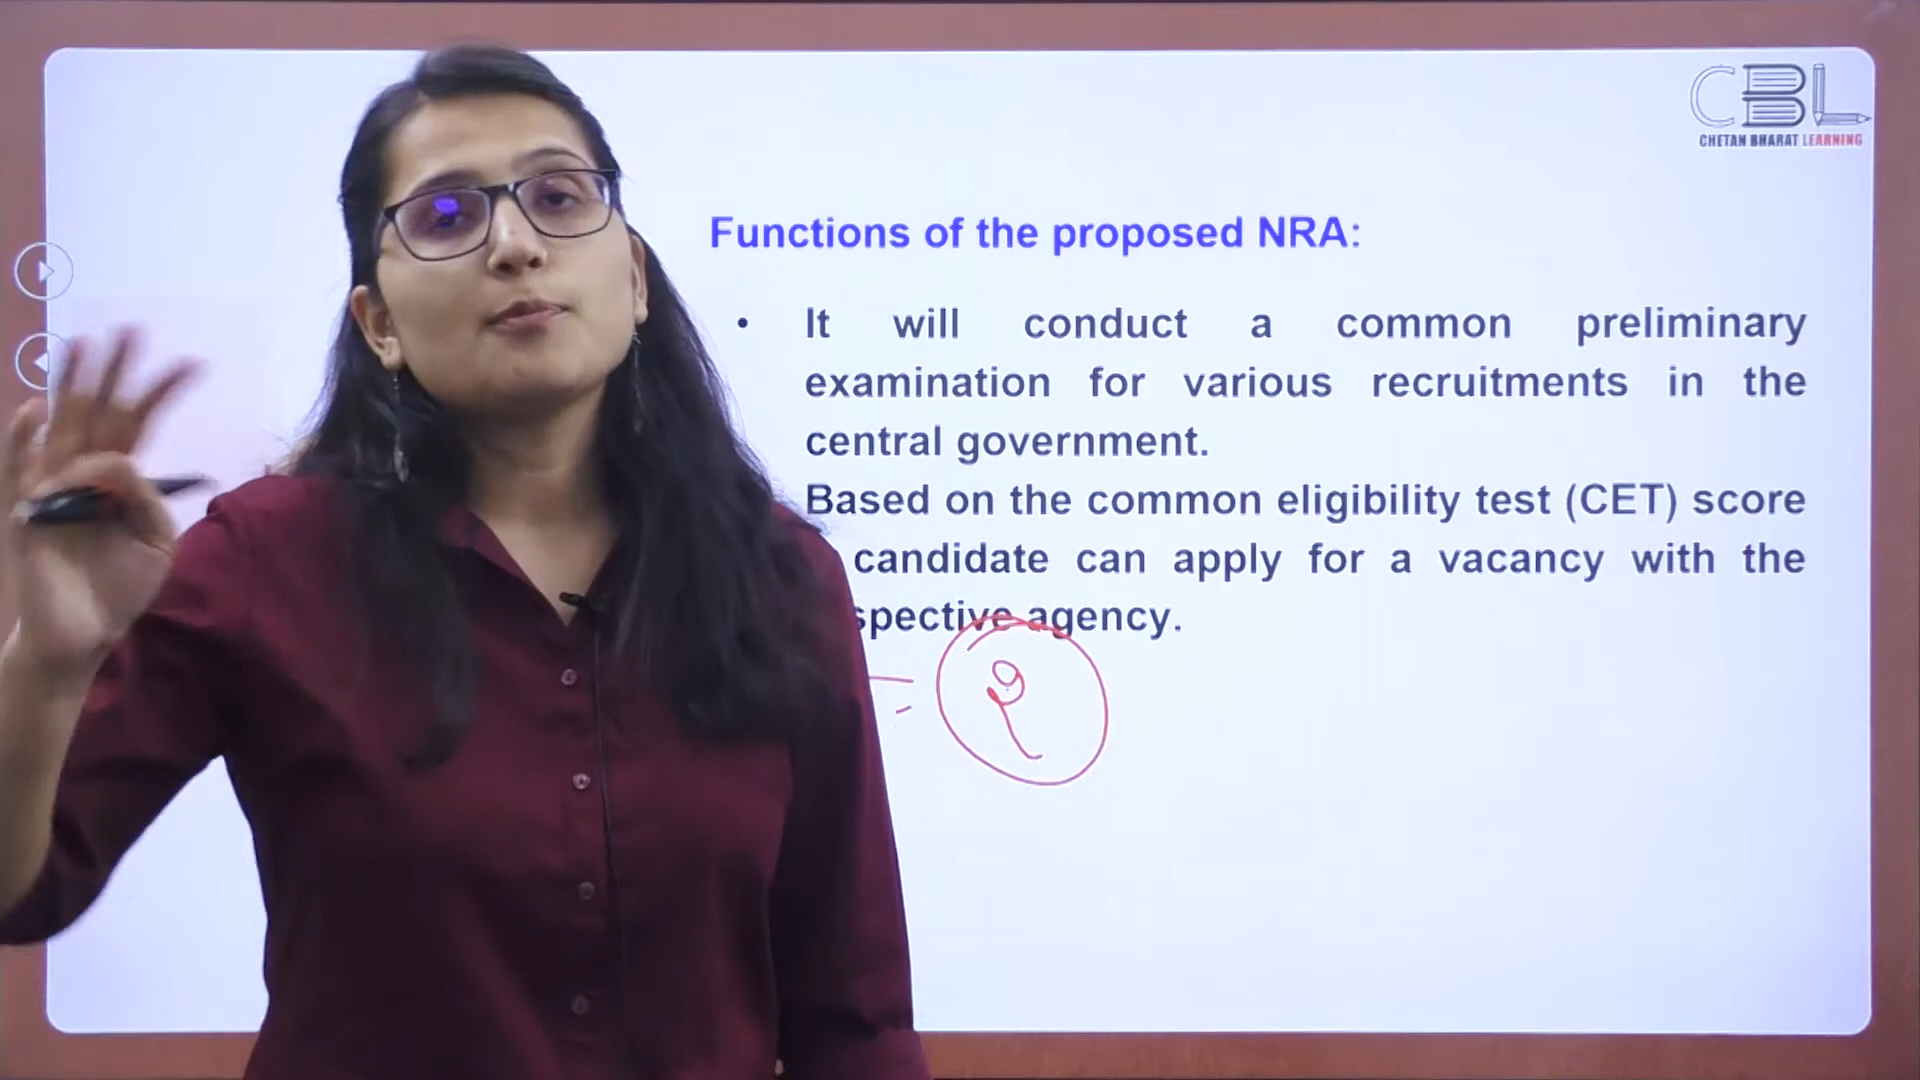 CBL
CHETAN BHARAT LEARNING
Functions of the proposed NRA:
• It will conduct a common preliminary
examination for various recruitments in the
central government.
Based on the common eligibility test (CET) score
candidate can apply for a vacancy with the
spective agency.